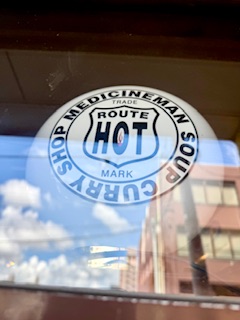 MEDICINEMAN SOUP CURRY SHOP
TRADE
ROUTE
HOT
MARK